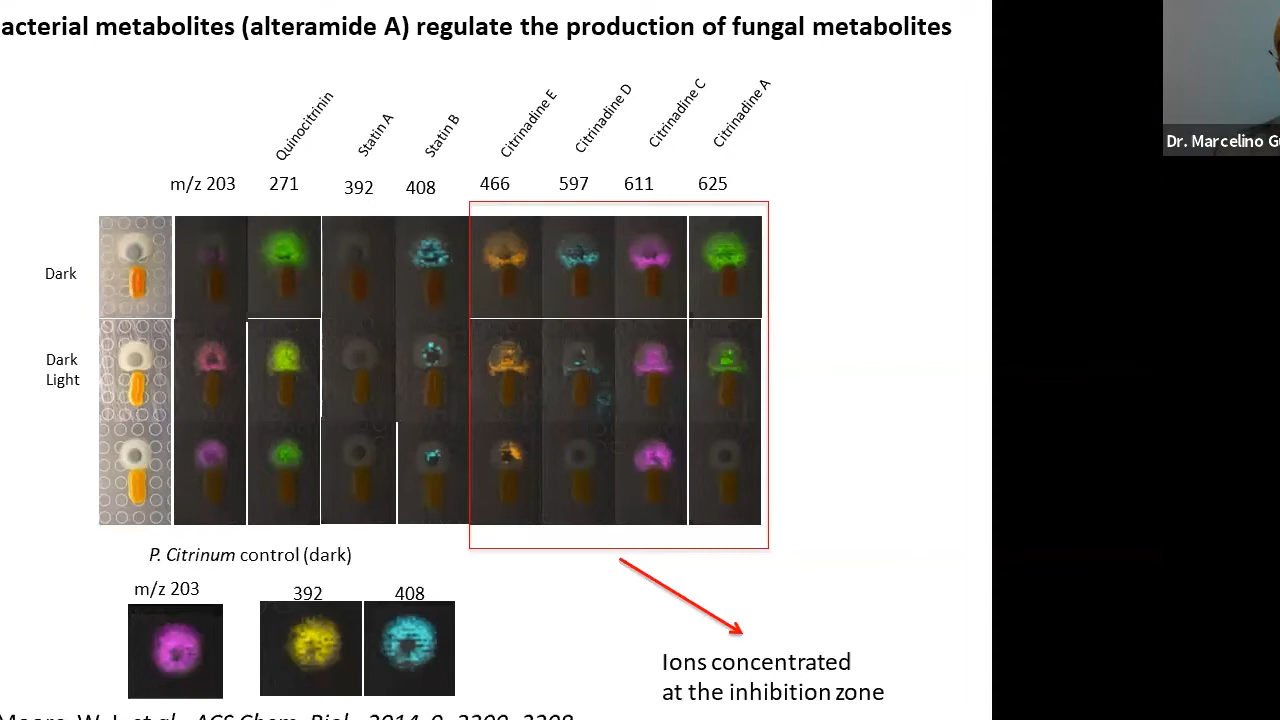 acterial metabolites (alteramide A) regulate the production of fungal metabolites
Quinocitrinin
Statin A
Statin B
Citrinadine E
Citrinadine D
Citrinadine C
Citrinadine A
m/z 203 271 392 408 466 597 611 625
Dark
Dark
Light
P. Citrinum control (dark)
m/z 203 392 408
Ions concentrated
at the inhibition zone
Dr. Marcelino G